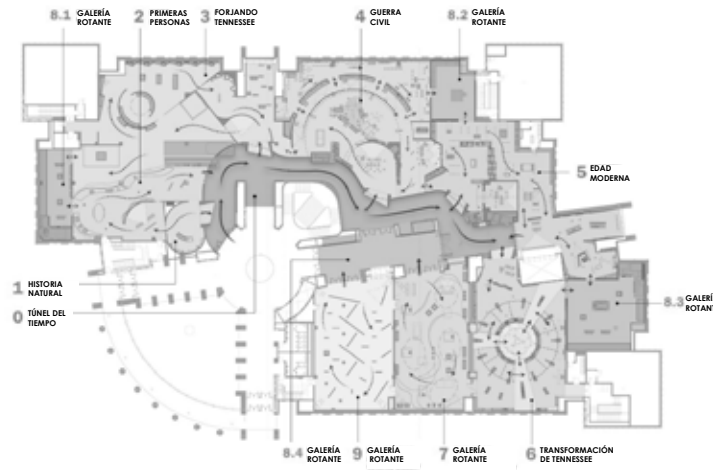 8.1 GALERÍA
ROTANTE
2 PRIMERAS
PERSONAS
3 FORJANDO
TENNESSEE
4 GUERRA
CIVIL
8.2 GALERÍA
ROTANTE
5 EDAD
MODERNA
1 HISTORIA
NATURAL
0 TÚNEL DEL
TIEMPO
8.3 GALERÍ
ROTANT
8.4 GALERÍA
ROTANTE
9 GALERÍA
ROTANTE
7 GALERÍA
ROTANTE
6 TRANSFORMACIÓN
DE TENNESSEE